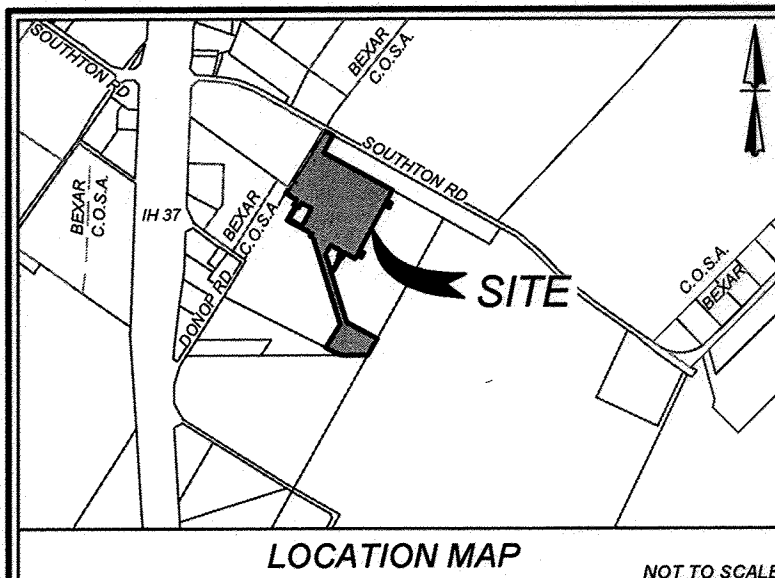 SOUTHTON RD
BEXAR
C.O.S.A.
SOUTHTON RD
BEXAR
C.O.S.A.
IH 37
BEXAR
C.O.S.A.
DONOP RD
SITE
C.O.S.A.
BEXAR
LOCATION MAP
NOT TO SCALE